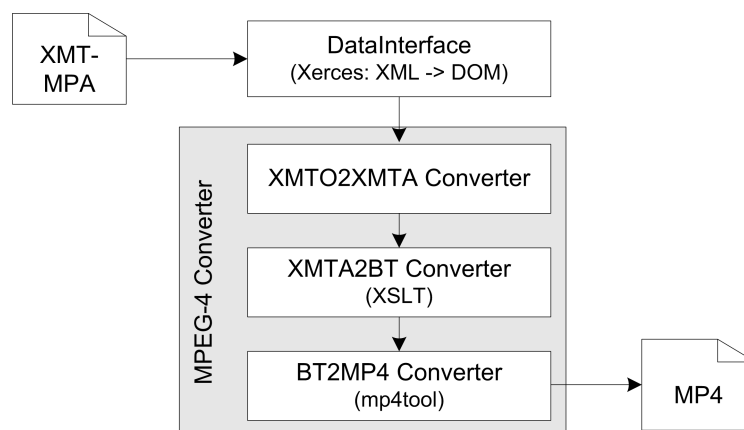 XMT-
MPA
DataInterface
(Xerces: XML -> DOM)
MPEG-4 Converter
XMTO2XMTA Converter
XMTA2BT Converter
(XSLT)
BT2MP4 Converter
(mp4tool)
MP4